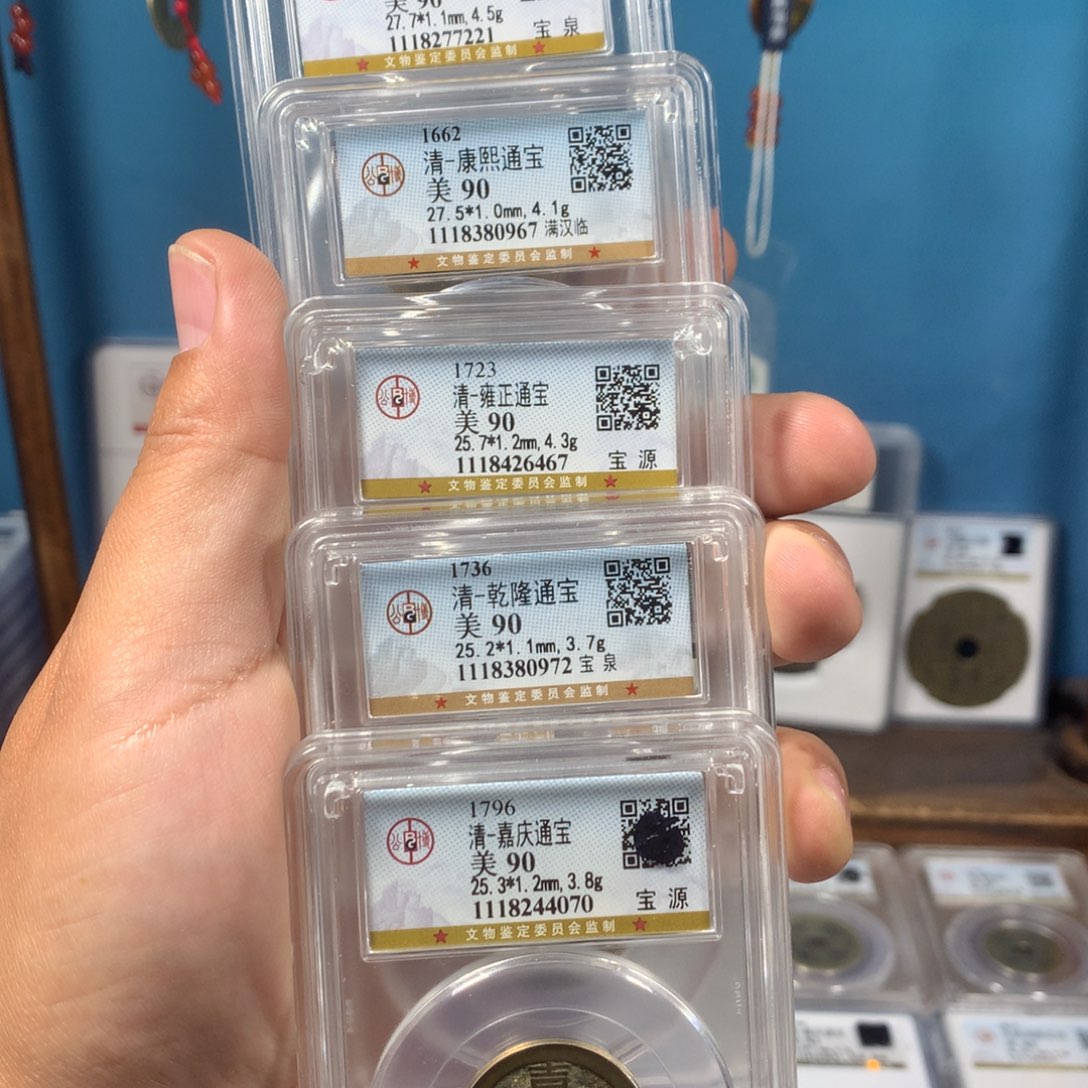 美 90
27.7*1.1mm,4.5g
1118277221 宝 泉
文物鉴定委员会监制
1662
清-康熙通宝
美 90
27.5*1.0mm,4.1g
1118380967 满汉临
文物鉴定委员会监制
1723
清-雍正通宝
美 90
25.7*1.2mm,4.3g
1118426467 宝 源
文物鉴定委员会监制
1736
清-乾隆通宝
美 90
25.2*1.1mm,3.7g
1118380972 宝 泉
文物鉴定委员会监制
1796
清-嘉庆通宝
美 90
25.3*1.2mm,3.8g
1118244070 宝 源
文物鉴定委员会监制